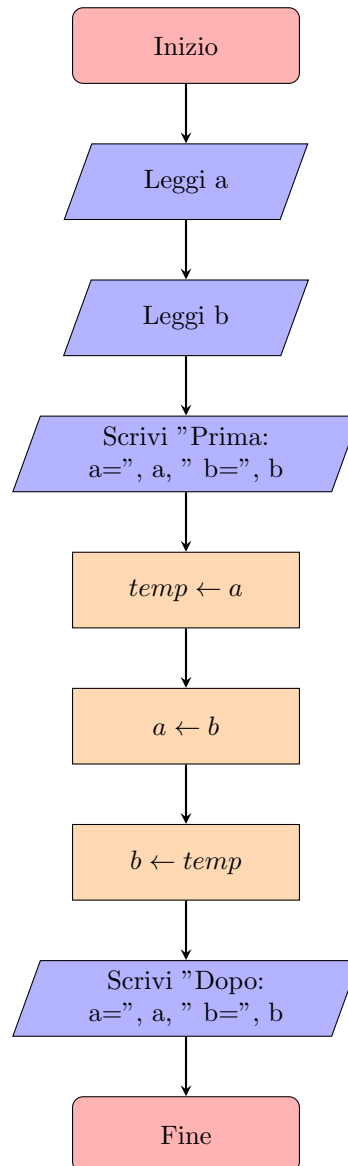 Inizio
Leggi a
Leggi b
Scrivi ”Prima:
a=”, a, ” b=”, b
temp ← a
a ← b
b ← temp
Scrivi ”Dopo:
a=”, a, ” b=”, b
Fine